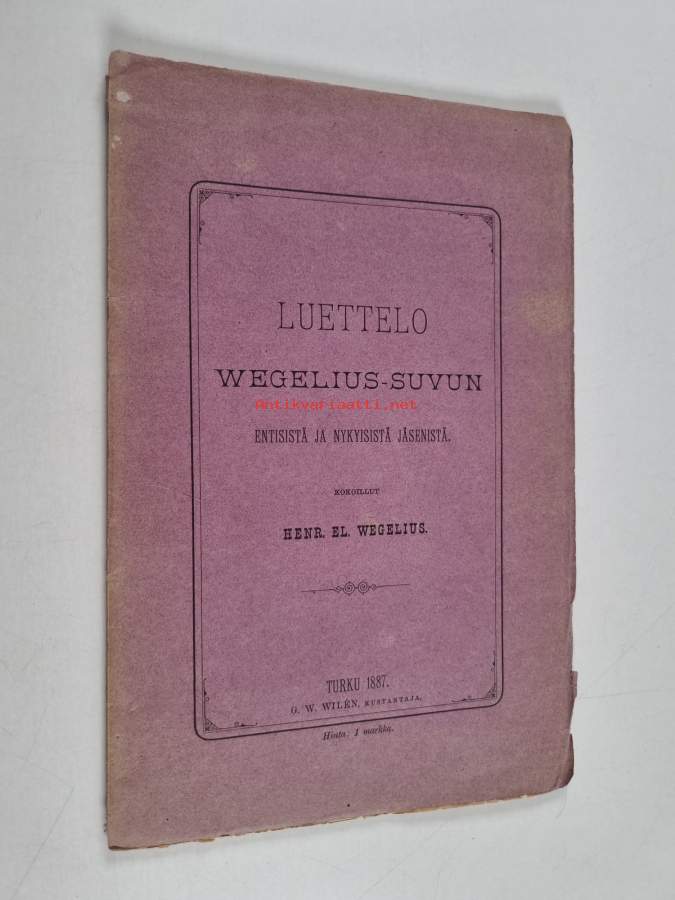 LUETTELO
WEGELIUS-SUVUN
Antikvariaatti.net
ENTISISTÄ JA NYKYISISTÄ JÄSENISTÄ.
KOKOILLUT
HENR. EL. WEGELIUS.
TURKU 1887.
G. W. WILÉN, KUSTANTAJA.
Hinta: 1 markka.